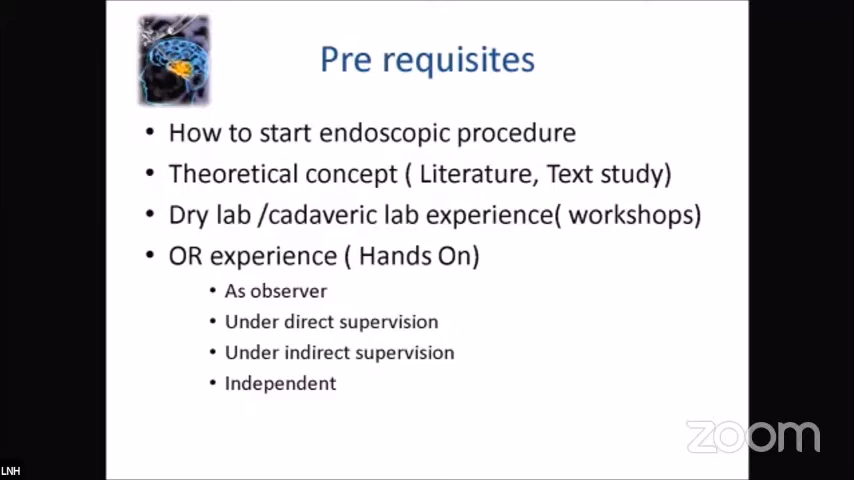 Pre requisites
• How to start endoscopic procedure
• Theoretical concept ( Literature, Text study)
• Dry lab /cadaveric lab experience( workshops)
• OR experience ( Hands On)
• As observer
• Under direct supervision
• Under indirect supervision
• Independent
zoom
LNH